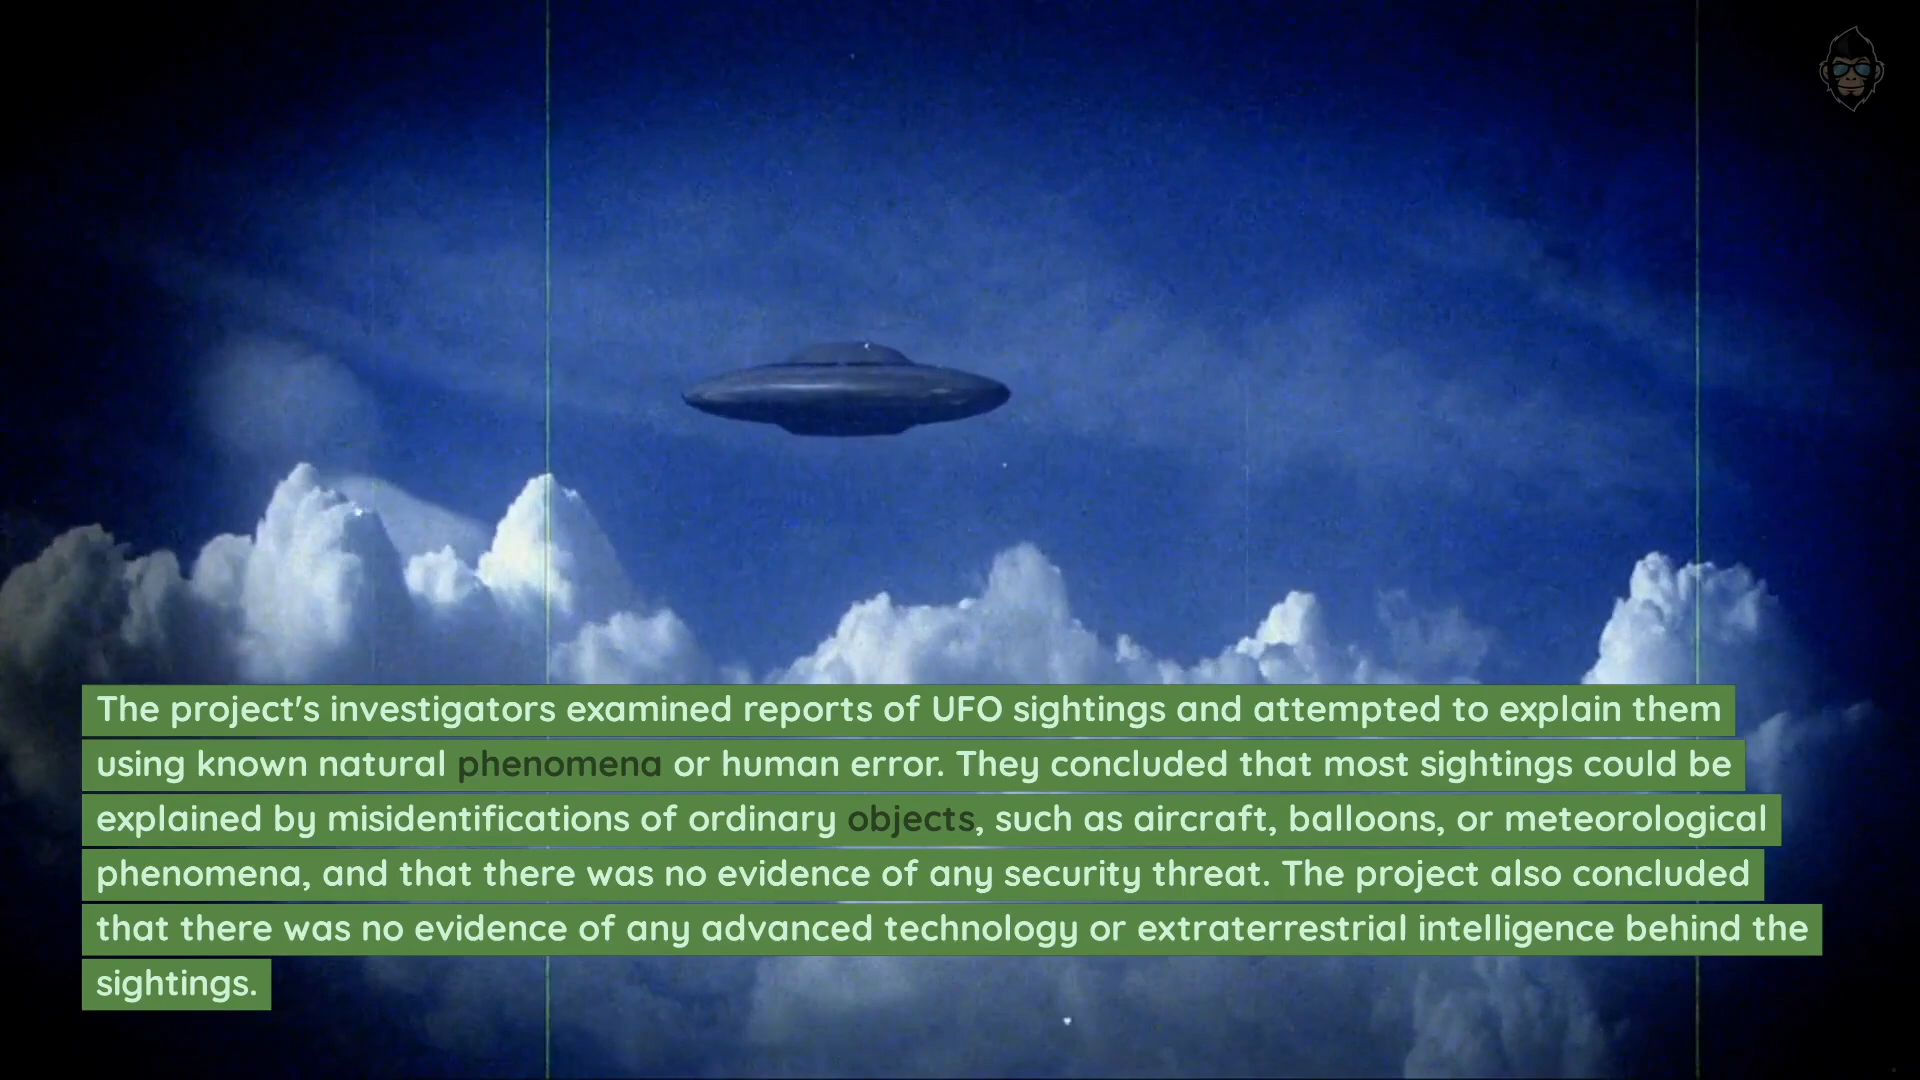 The project's investigators examined reports of UFO sightings and attempted to explain them
using known natural phenomena or human error. They concluded that most sightings could be
explained by misidentifications of ordinary objects, such as aircraft, balloons, or meteorological
phenomena, and that there was no evidence of any security threat. The project also concluded
that there was no evidence of any advanced technology or extraterrestrial intelligence behind the
sightings.